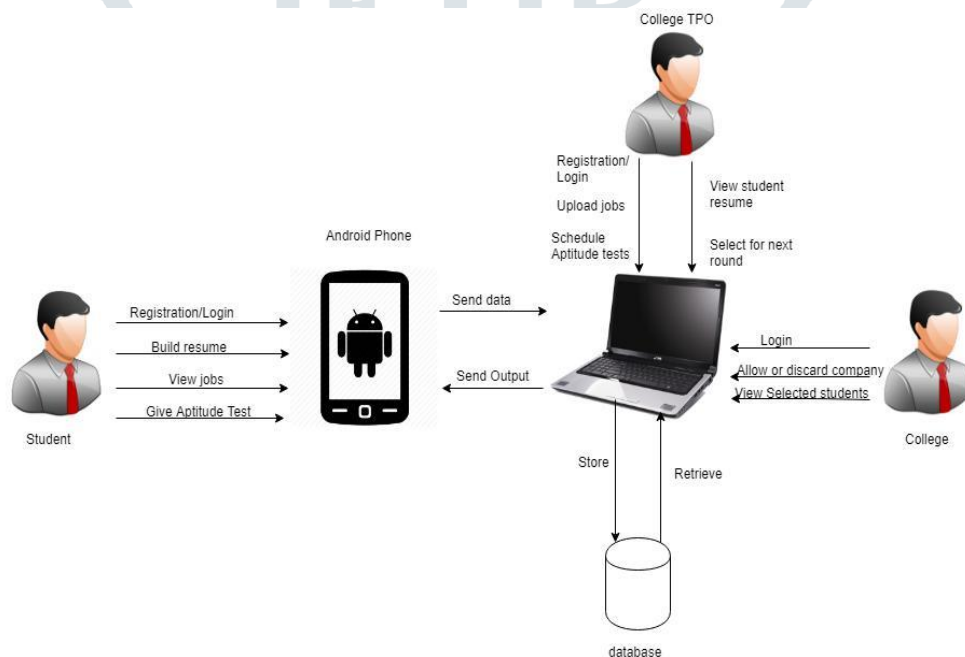 College TPO
Registration/
Login
Upload jobs
Schedule
Aptitude tests
View student
resume
Select for next
round
Android Phone
Registration/Login
Build resume
View jobs
Give Aptitude Test
Student
Send data
Send Output
Login
Allow or discard company
View Selected students
College
Store
Retrieve
database